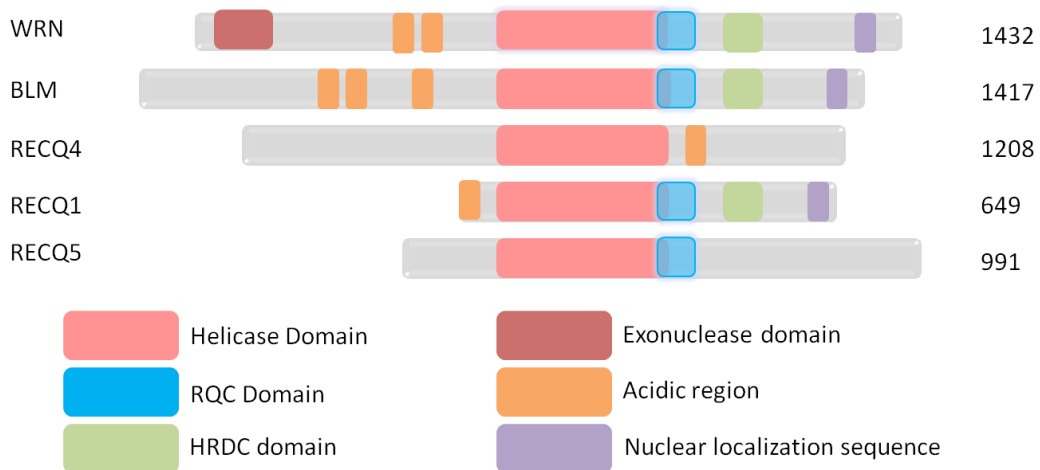 WRN 1432
BLM 1417
RECQ4 1208
RECQ1 649
RECQ5 991
Helicase Domain Exonuclease domain
RQC Domain Acidic region
HRDC domain Nuclear localization sequence